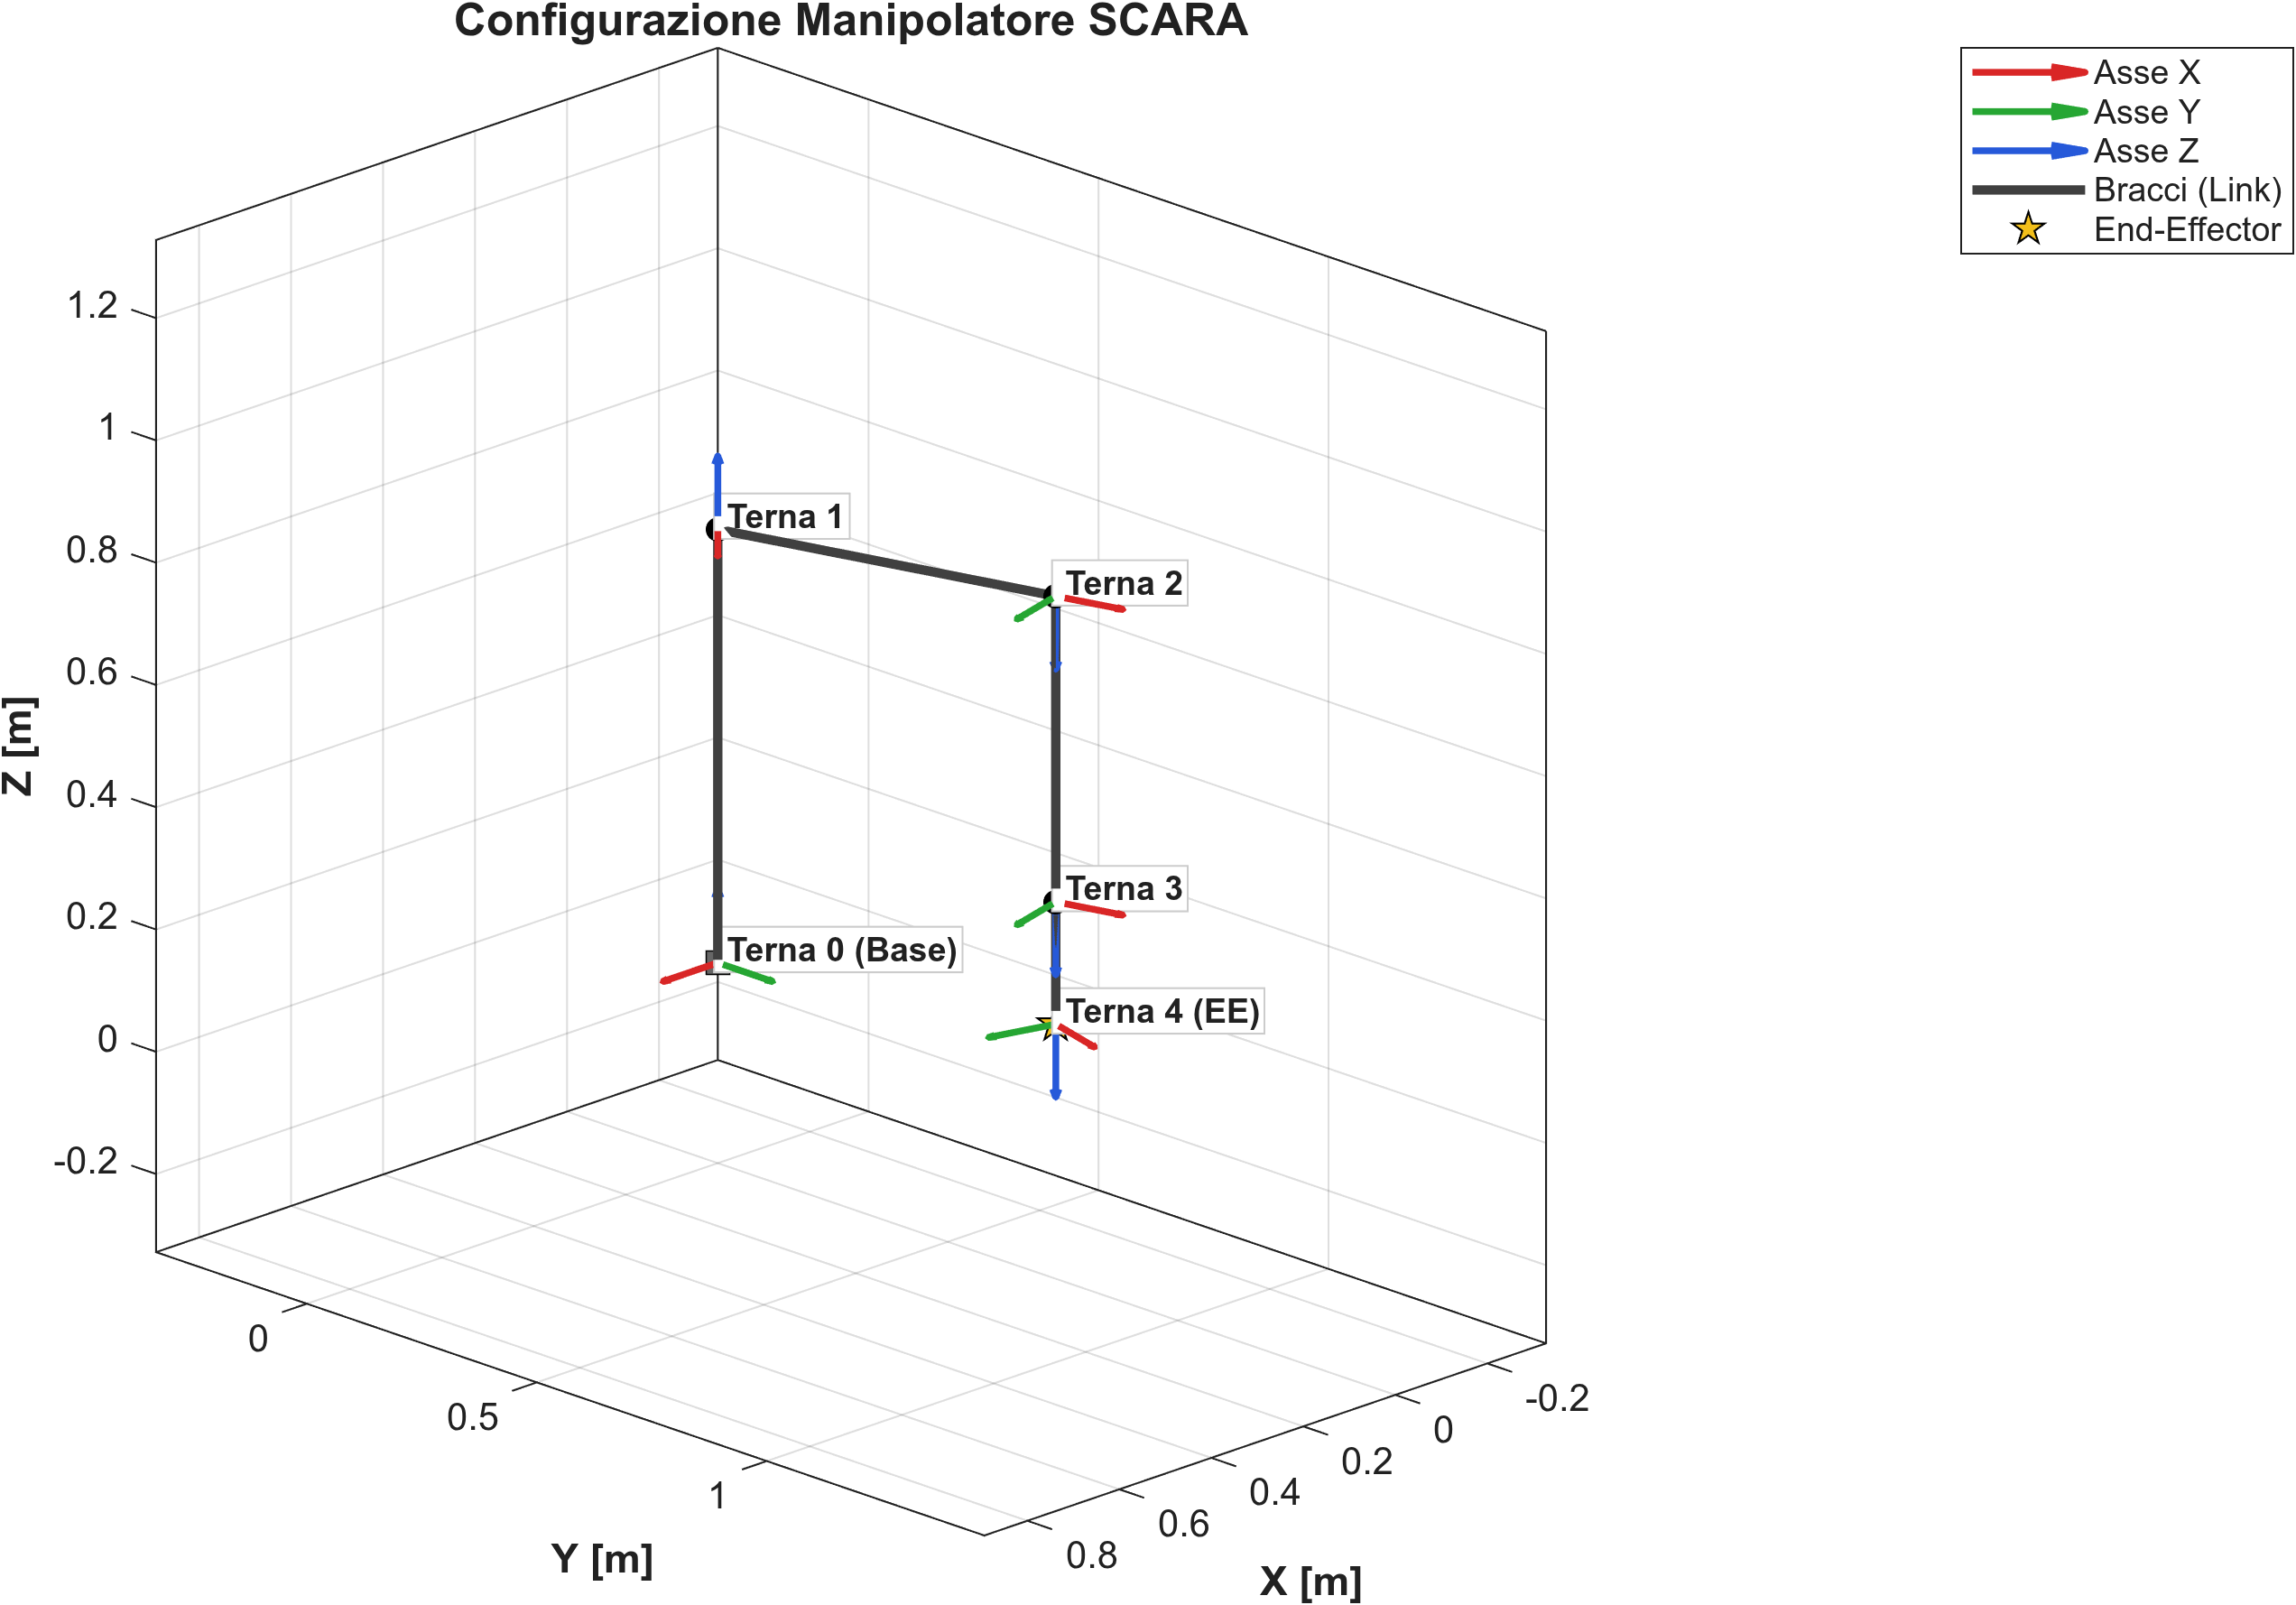 Configurazione Manipolatore SCARA
Asse X
Asse Y
Asse Z
Bracci (Link)
End-Effector
1.2
1
0.8
0.6
0.4
0.2
0
-0.2
Z [m]
Terna 1
Terna 2
Terna 3
Terna 0 (Base)
Terna 4 (EE)
0
0.5
1
Y [m]
-0.2
0
0.2
0.4
0.6
0.8
X [m]